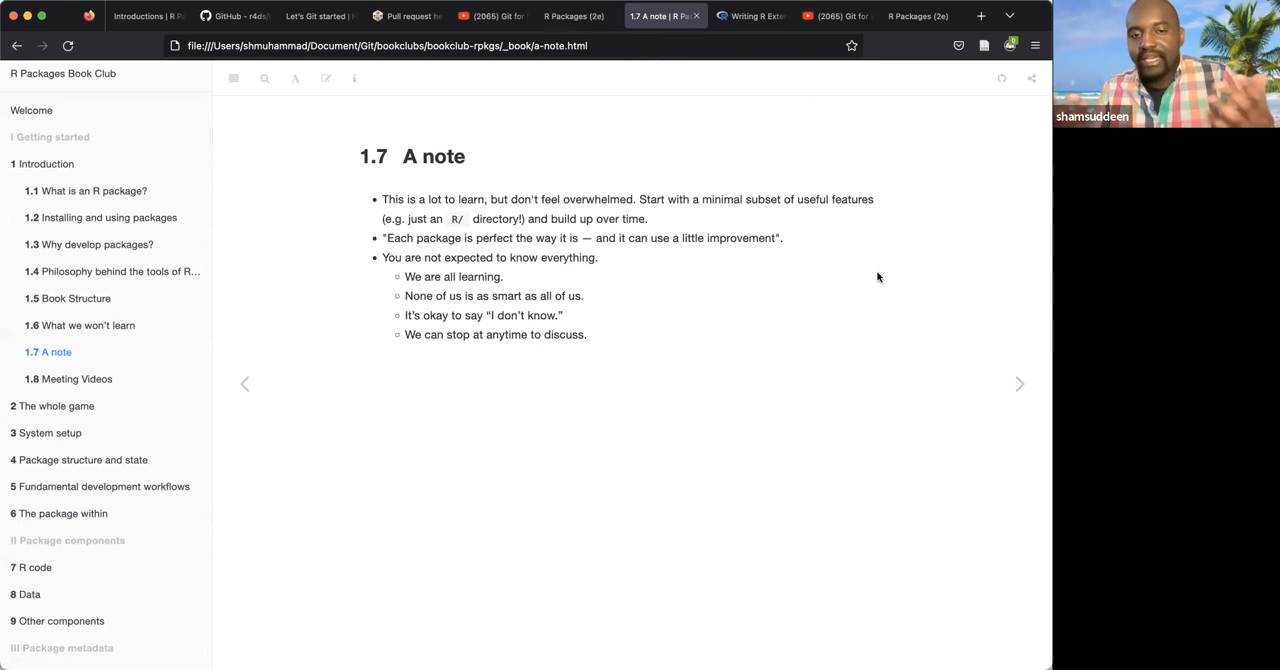 Introductions | R Pa
GitHub - r4ds/
Let's Git started | H
Pull request he
(2065) Git for
R Packages (2e)
1.7 A note | R Pa
Writing R Exte
(2065) Git for
R Packages (2e)
file:///Users/shmuhammad/Document/Git/bookclubs/bookclub-rpkgs/_book/a-note.html
0
shamsuddeen
R Packages Book Club
Welcome
I Getting started
1 Introduction
1.1 What is an R package?
1.2 Installing and using packages
1.3 Why develop packages?
1.4 Philosophy behind the tools of R…
1.5 Book Structure
1.6 What we won't learn
1.7 A note
1.8 Meeting Videos
2 The whole game
3 System setup
4 Package structure and state
5 Fundamental development workflows
6 The package within
II Package components
7 R code
8 Data
9 Other components
III Package metadata
A
i
1.7 A note
• This is a lot to learn, but don't feel overwhelmed. Start with a minimal subset of useful features
(e.g. just an R/ directory!) and build up over time.
• "Each package is perfect the way it is — and it can use a little improvement".
• You are not expected to know everything.
◦ We are all learning.
◦ None of us is as smart as all of us.
◦ It's okay to say “I don't know.”
◦ We can stop at anytime to discuss.